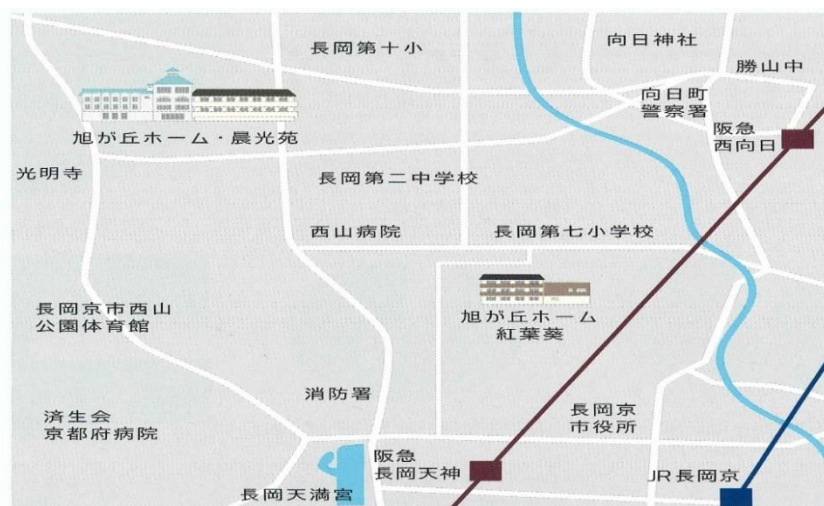 長岡第十小
向日神社
勝山中
向日町
警察署
阪急
西向日
旭が丘ホーム・晨光苑
光明寺
長岡第二中学校
西山病院
長岡第七小学校
旭が丘ホーム
紅葉葵
長岡京市西山
公園体育館
消防署
済生会
京都府病院
長岡京
市役所
阪急
長岡天神
JR長岡京
長岡天満宮